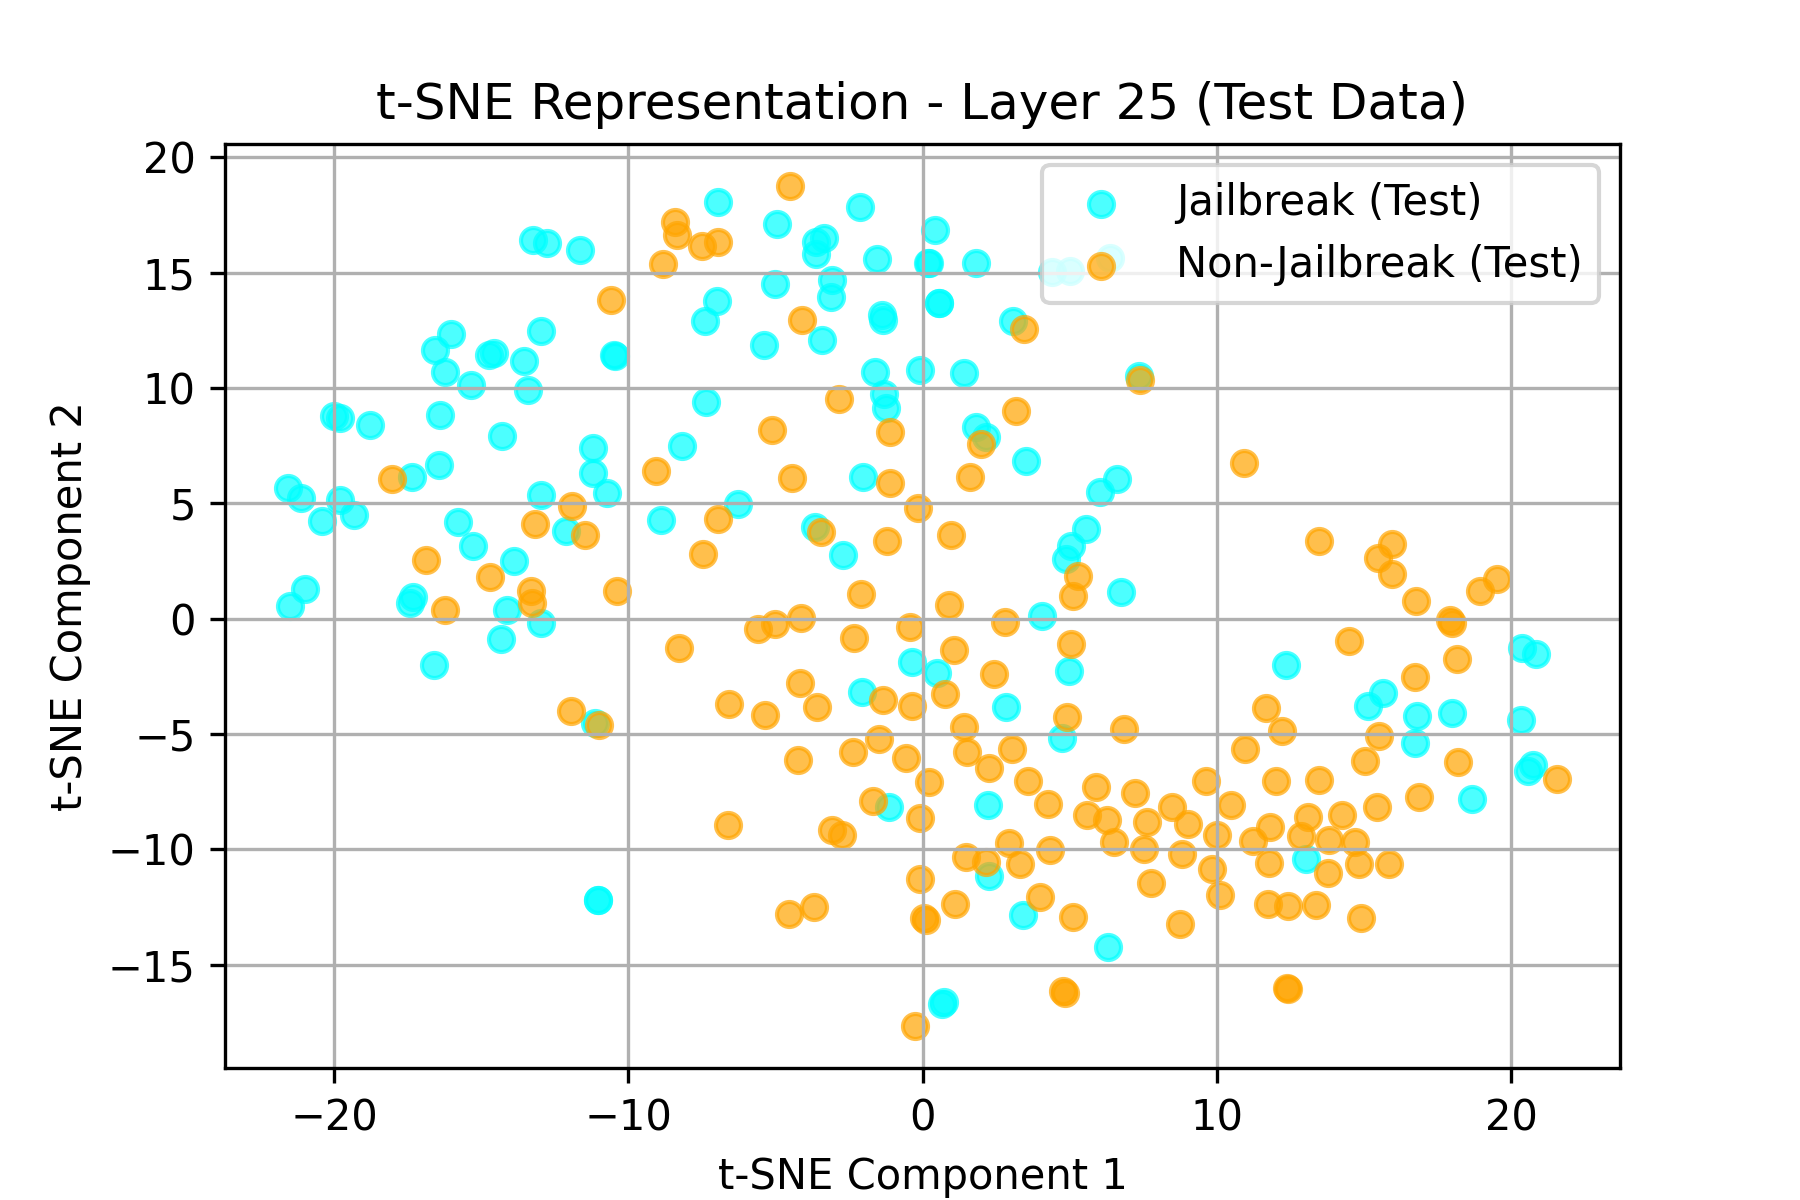 t-SNE Representation - Layer 25 (Test Data)
Jailbreak (Test)
Non-Jailbreak (Test)
20
15
10
5
0
−5
−10
−15
t-SNE Component 2
−20
−10
0
10
20
t-SNE Component 1